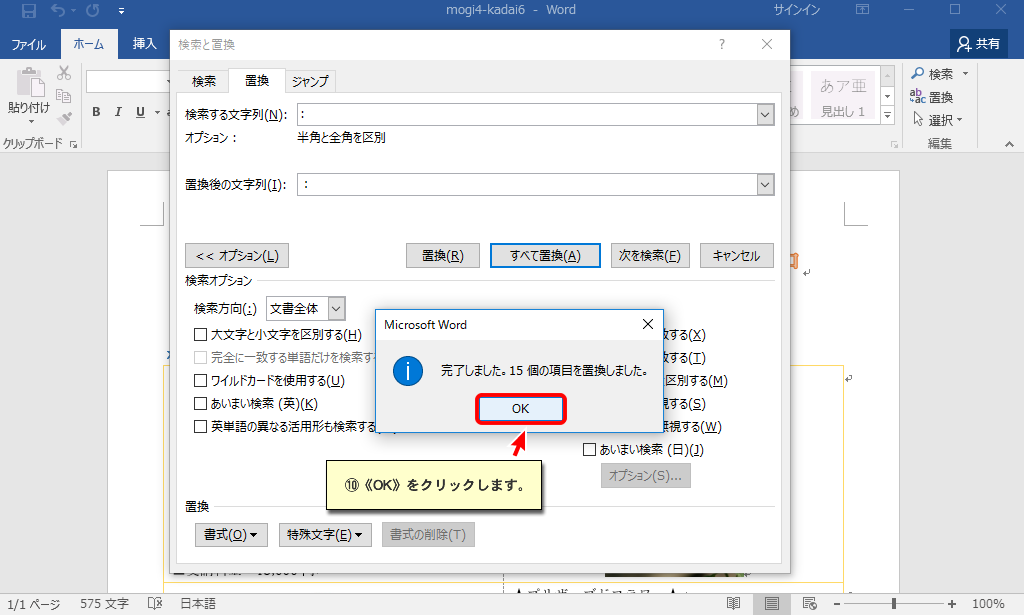 mogi4-kadai6 - Word
サインイン
ファイル ホーム 挿入
共有
検索と置換 ?
検索 置換 ジャンプ
検索する文字列(N): :
オプション： 半角と全角を区別
置換後の文字列(I): ：
<< オプション(L) 置換(R) すべて置換(A) 次を検索(F) キャンセル
検索オプション
検索方向(:) 文書全体
大文字と小文字を区別する(H)
完全に一致する単語だけを検索す
ワイルドカードを使用する(U)
あいまい検索 (英)(K)
英単語の異なる活用形も検索する
する(X)
する(T)
区別する(M)
する(S)
視する(W)
あいまい検索 (日)(J)
オプション(S)...
Microsoft Word
完了しました。15 個の項目を置換しました。
OK
⑩《OK》をクリックします。
置換
書式(O) 特殊文字(E) 書式の削除(T)
貼り付け
クリップボード
B I U
あア亜
見出し 1
検索
置換
選択
編集
1/1 ページ 575 文字 日本語
100%